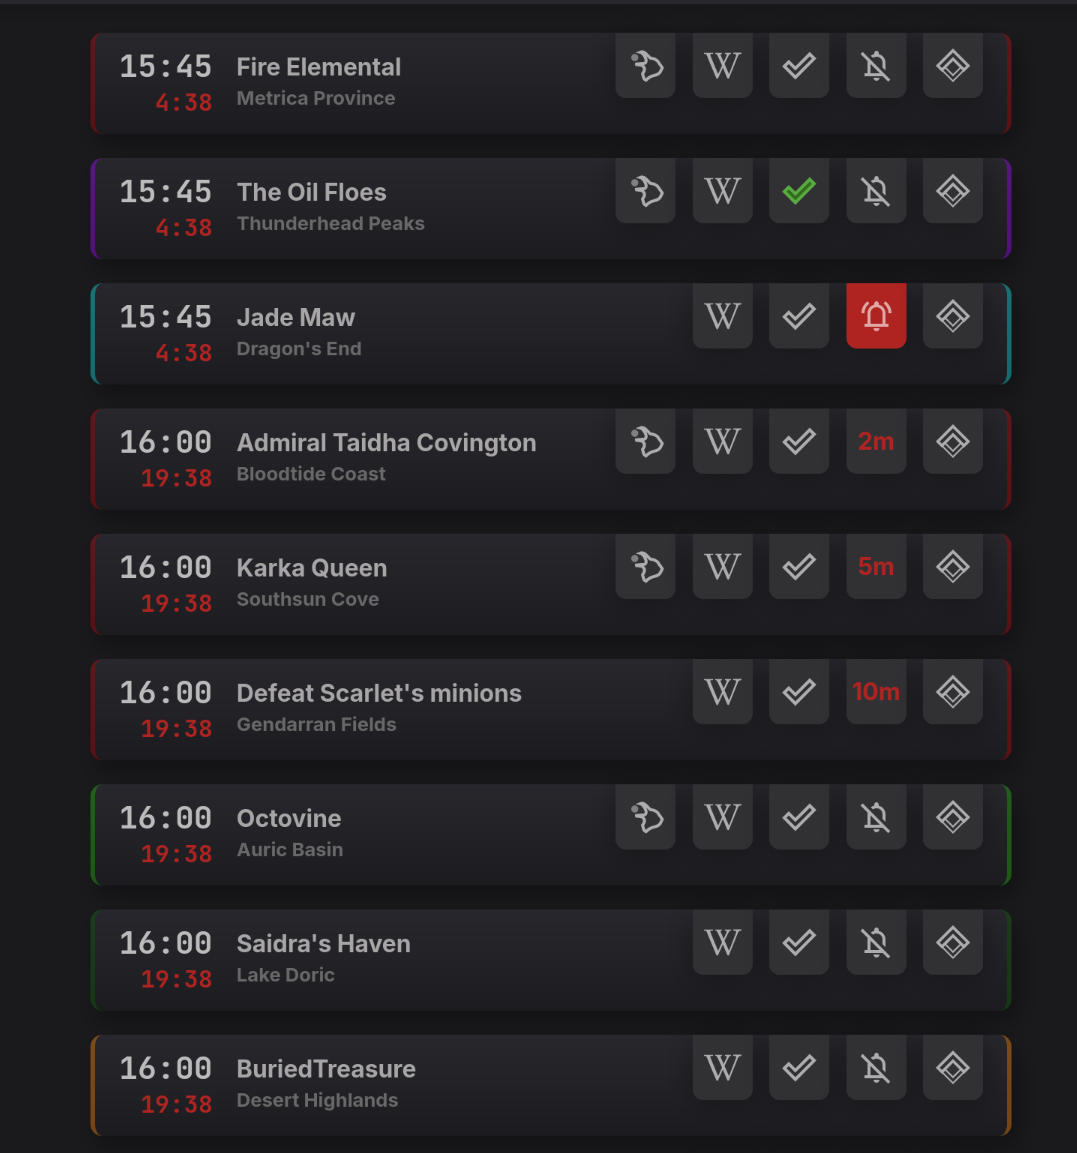 15:45 Fire Elemental W
4:38 Metrica Province
15:45 The Oil Floes W
4:38 Thunderhead Peaks
15:45 Jade Maw W
4:38 Dragon's End
16:00 Admiral Taidha Covington W 2m
19:38 Bloodtide Coast
16:00 Karka Queen W 5m
19:38 Southsun Cove
16:00 Defeat Scarlet's minions W 10m
19:38 Gendarran Fields
16:00 Octovine W
19:38 Auric Basin
16:00 Saidra's Haven W
19:38 Lake Doric
16:00 BuriedTreasure W
19:38 Desert Highlands